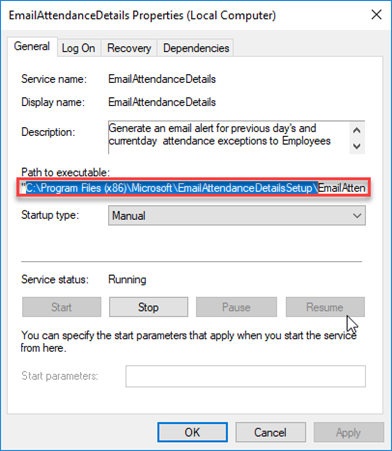 EmailAttendanceDetails Properties (Local Computer)
General Log On Recovery Dependencies
Service name: EmailAttendanceDetails
Display name: EmailAttendanceDetails
Description: Generate an email alert for previous day's and
currentday attendance exceptions to Employees
Path to executable:
"C:\Program Files (x86)\Microsoft\EmailAttendanceDetailsSetup\EmailAtten
Startup type: Manual
Service status: Running
Start Stop Pause Resume
You can specify the start parameters that apply when you start the service
from here.
Start parameters:
OK Cancel Apply